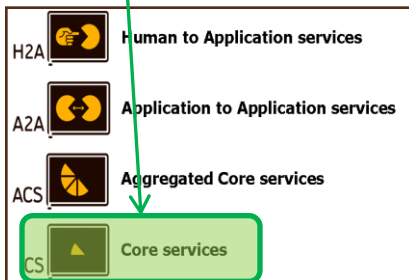 H2A Human to Application services
A2A Application to Application services
ACS Aggregated Core services
CS Core services